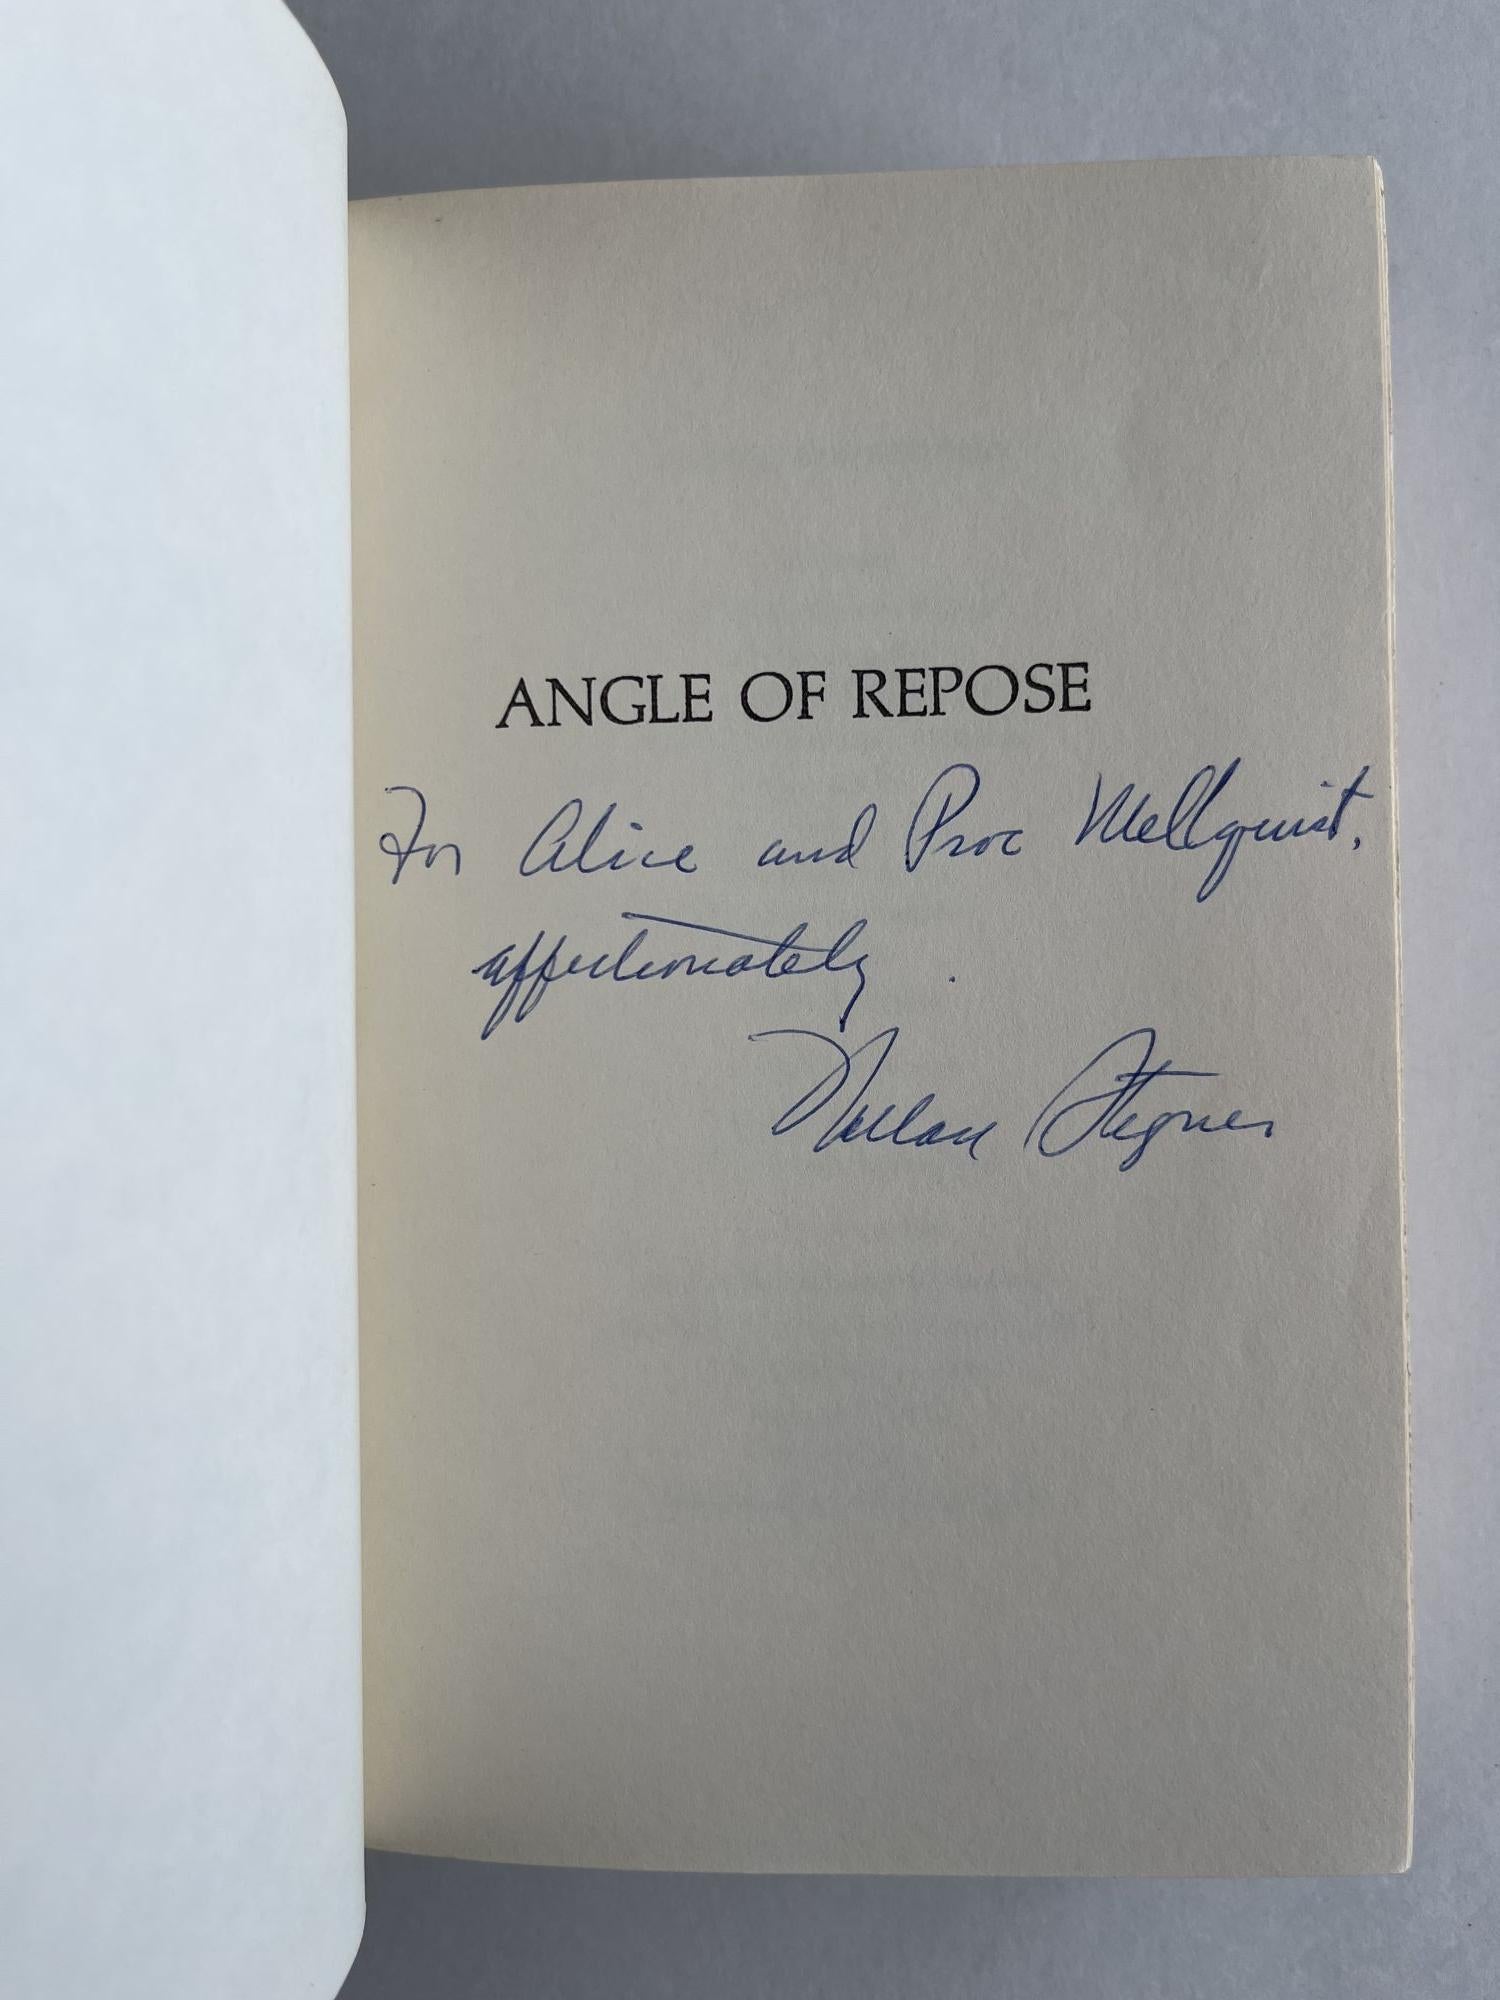 ANGLE OF REPOSE
For Alice and Proc Mellquist,
affectionately.
Wallace Stegner